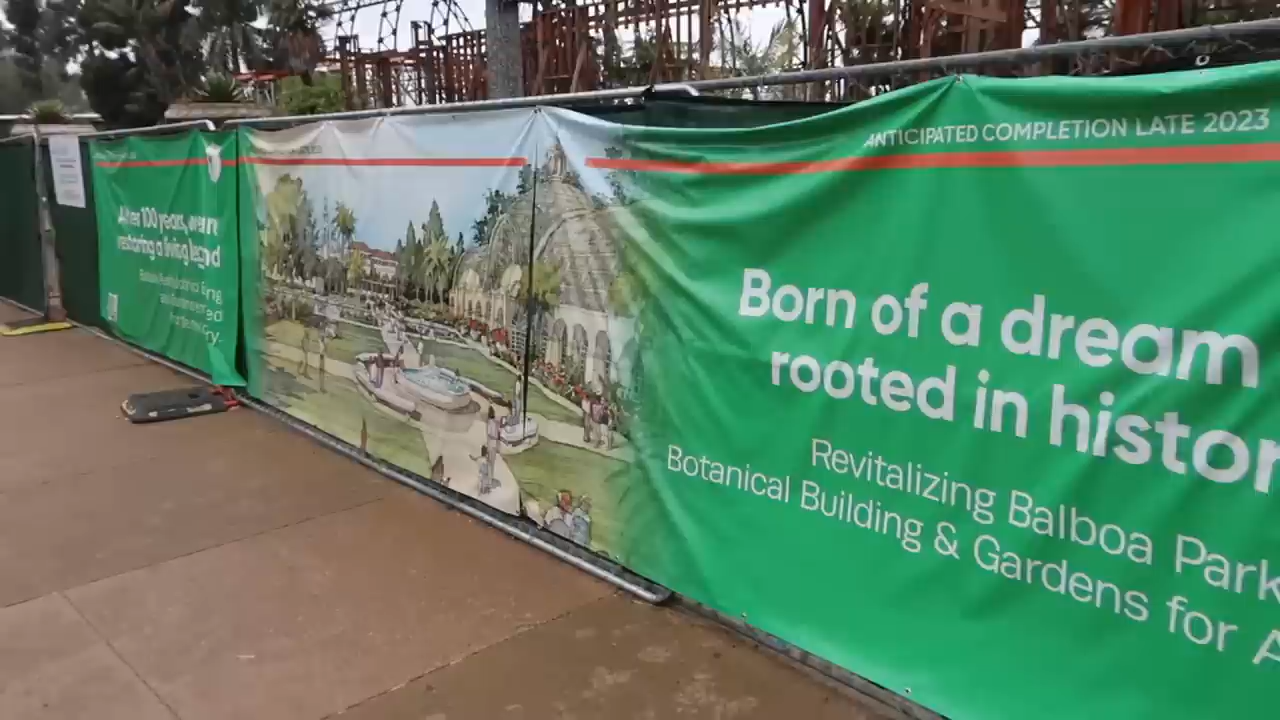 After 100 years, we're
restoring a living legend
ANTICIPATED COMPLETION LATE 2023
Born of a dream
rooted in histor
Revitalizing Balboa Park
Botanical Building & Gardens for A